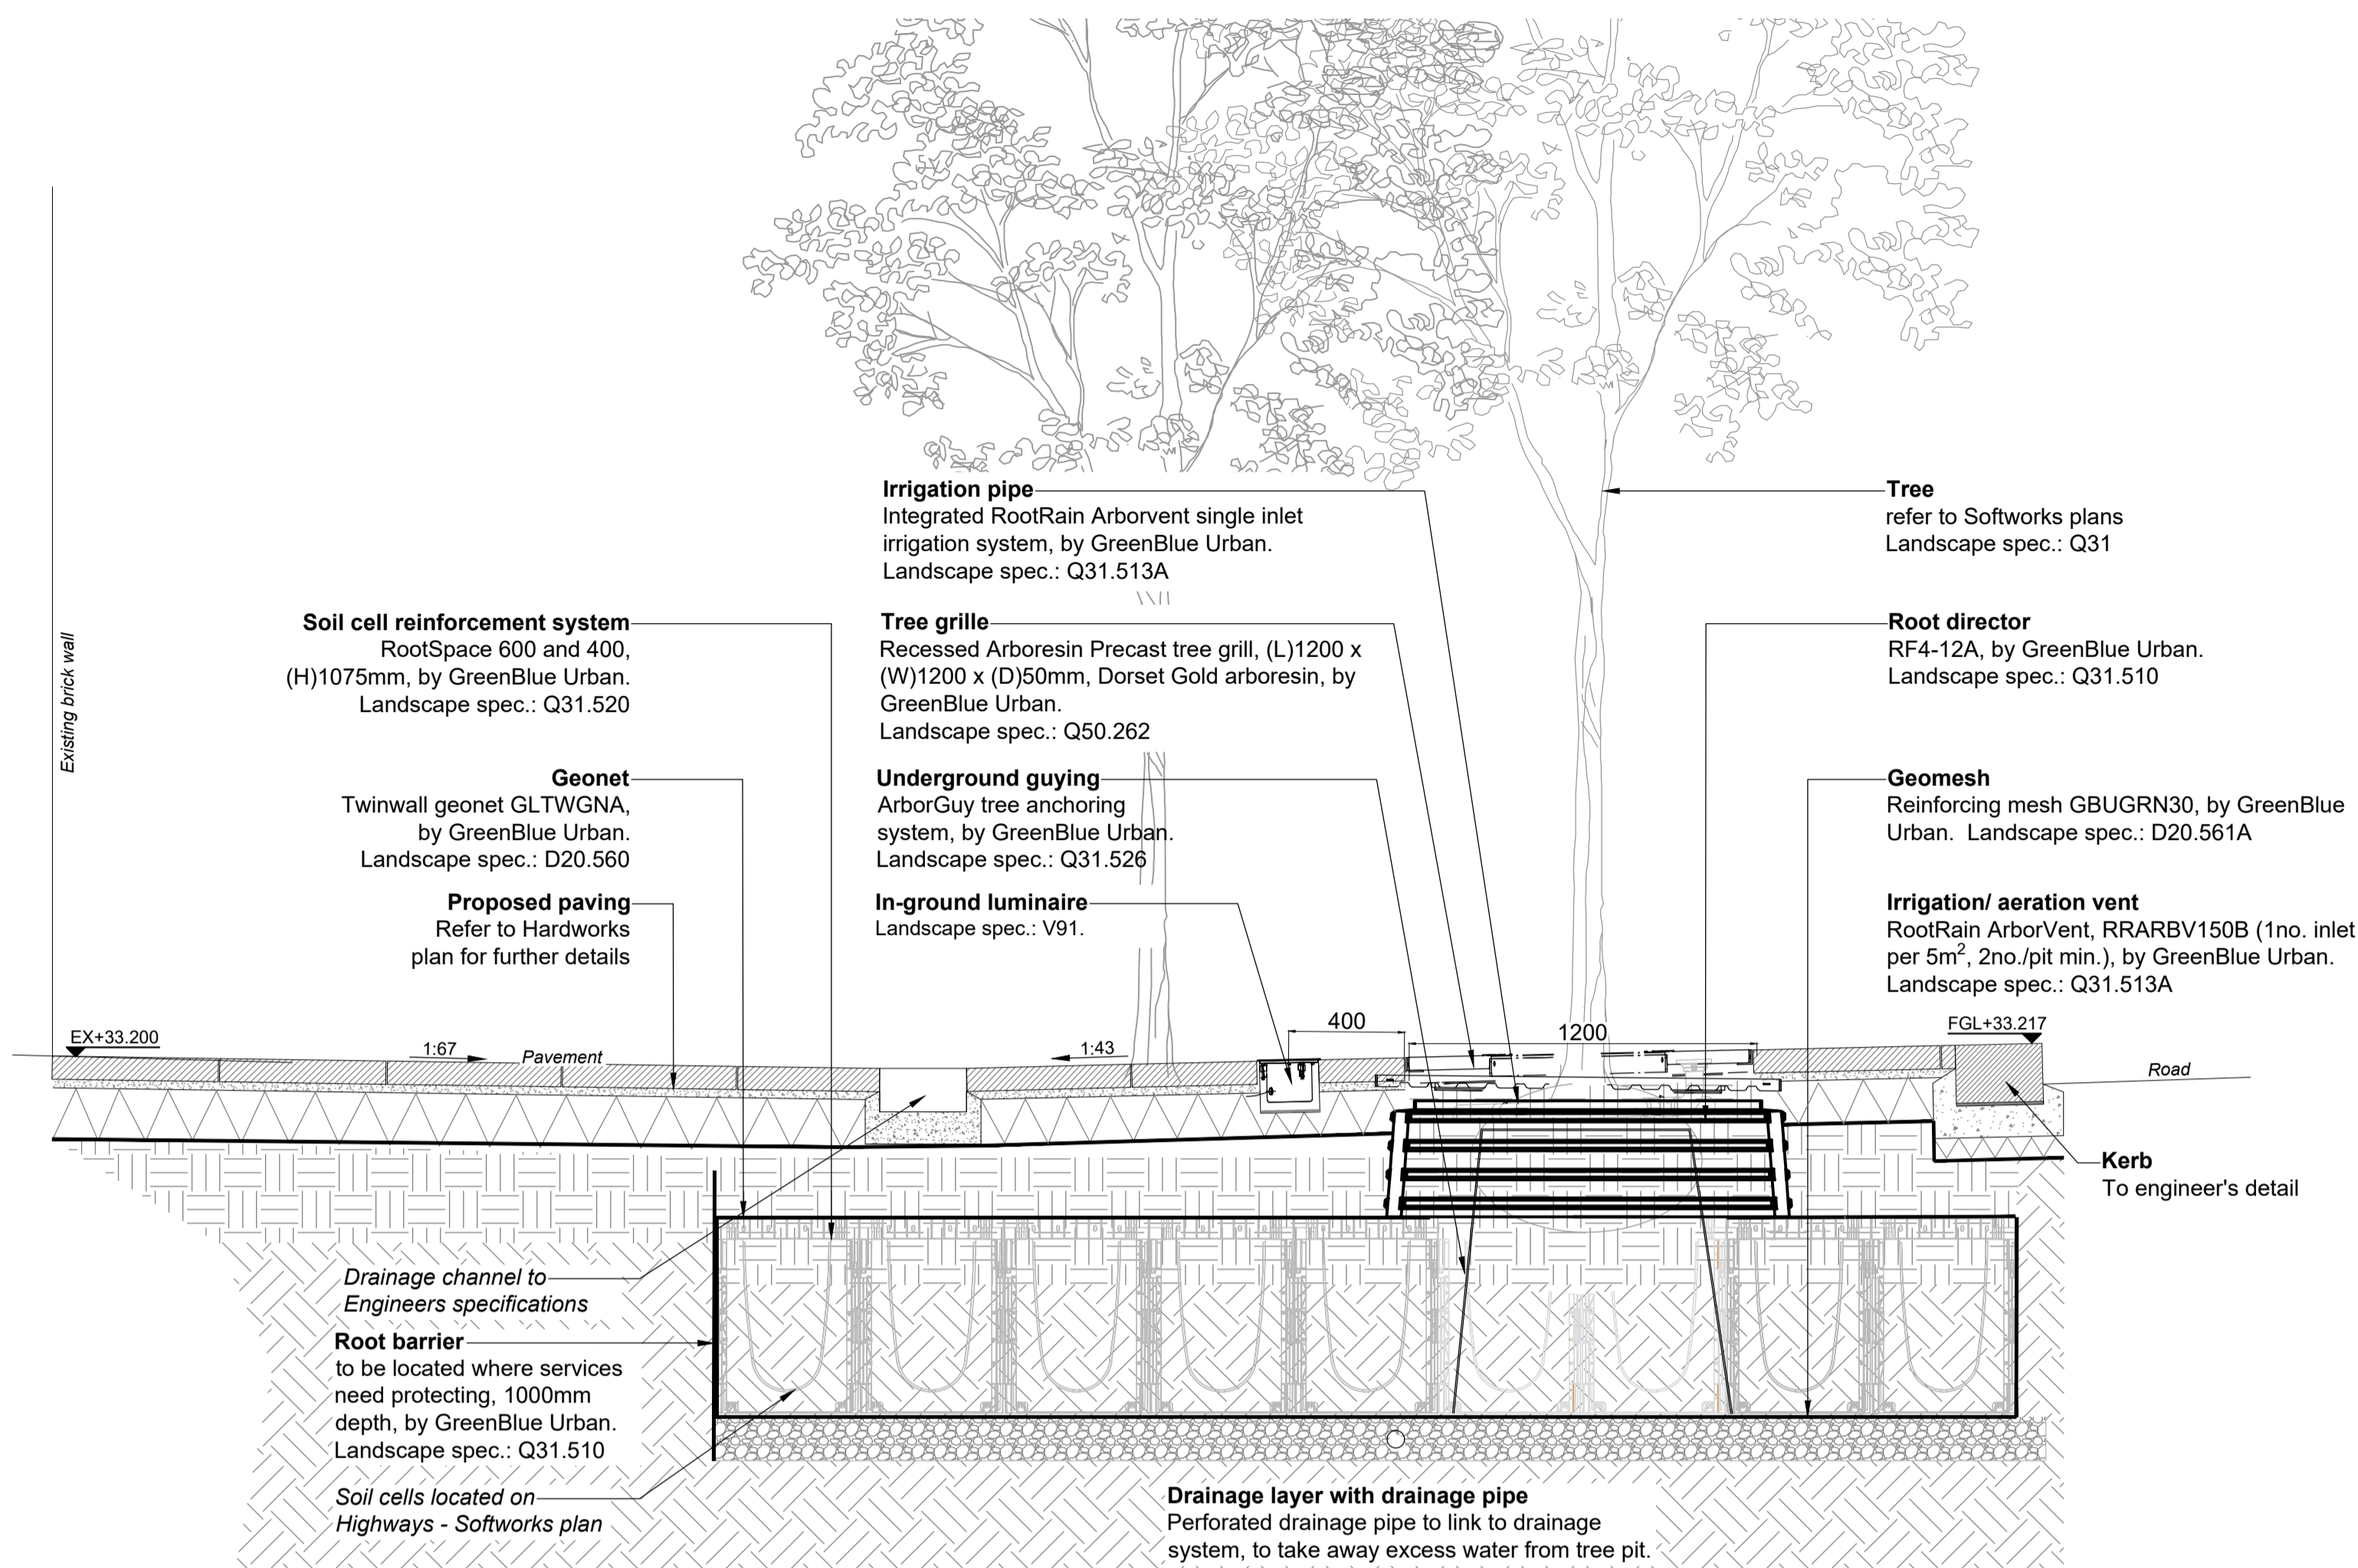 Irrigation pipe
Integrated RootRain Arborvent single inlet
irrigation system, by GreenBlue Urban.
Landscape spec.: Q31.513A
Tree
refer to Softworks plans
Landscape spec.: Q31
Existing brick wall
Soil cell reinforcement system
RootSpace 600 and 400,
(H)1075mm, by GreenBlue Urban.
Landscape spec.: Q31.520
Tree grille
Recessed Arboresin Precast tree grill, (L)1200 x
(W)1200 x (D)50mm, Dorset Gold arboresin, by
GreenBlue Urban.
Landscape spec.: Q50.262
Root director
RF4-12A, by GreenBlue Urban.
Landscape spec.: Q31.510
Geonet
Twinwall geonet GLTWGNA,
by GreenBlue Urban.
Landscape spec.: D20.560
Underground guying
ArborGuy tree anchoring
system, by GreenBlue Urban.
Landscape spec.: Q31.526
Geomesh
Reinforcing mesh GBUGRN30, by GreenBlue
Urban.  Landscape spec.: D20.561A
Proposed paving
Refer to Hardworks
plan for further details
In-ground luminaire
Landscape spec.: V91.
Irrigation/ aeration vent
RootRain ArborVent, RRARBV150B (1no. inlet
per 5m², 2no./pit min.), by GreenBlue Urban.
Landscape spec.: Q31.513A
EX+33.200
1:67
Pavement
1:43
400
1200
FGL+33.217
Road
Kerb
To engineer's detail
Drainage channel to
Engineers specifications
Root barrier
to be located where services
need protecting, 1000mm
depth, by GreenBlue Urban.
Landscape spec.: Q31.510
Soil cells located on
Highways - Softworks plan
Drainage layer with drainage pipe
Perforated drainage pipe to link to drainage
system, to take away excess water from tree pit.